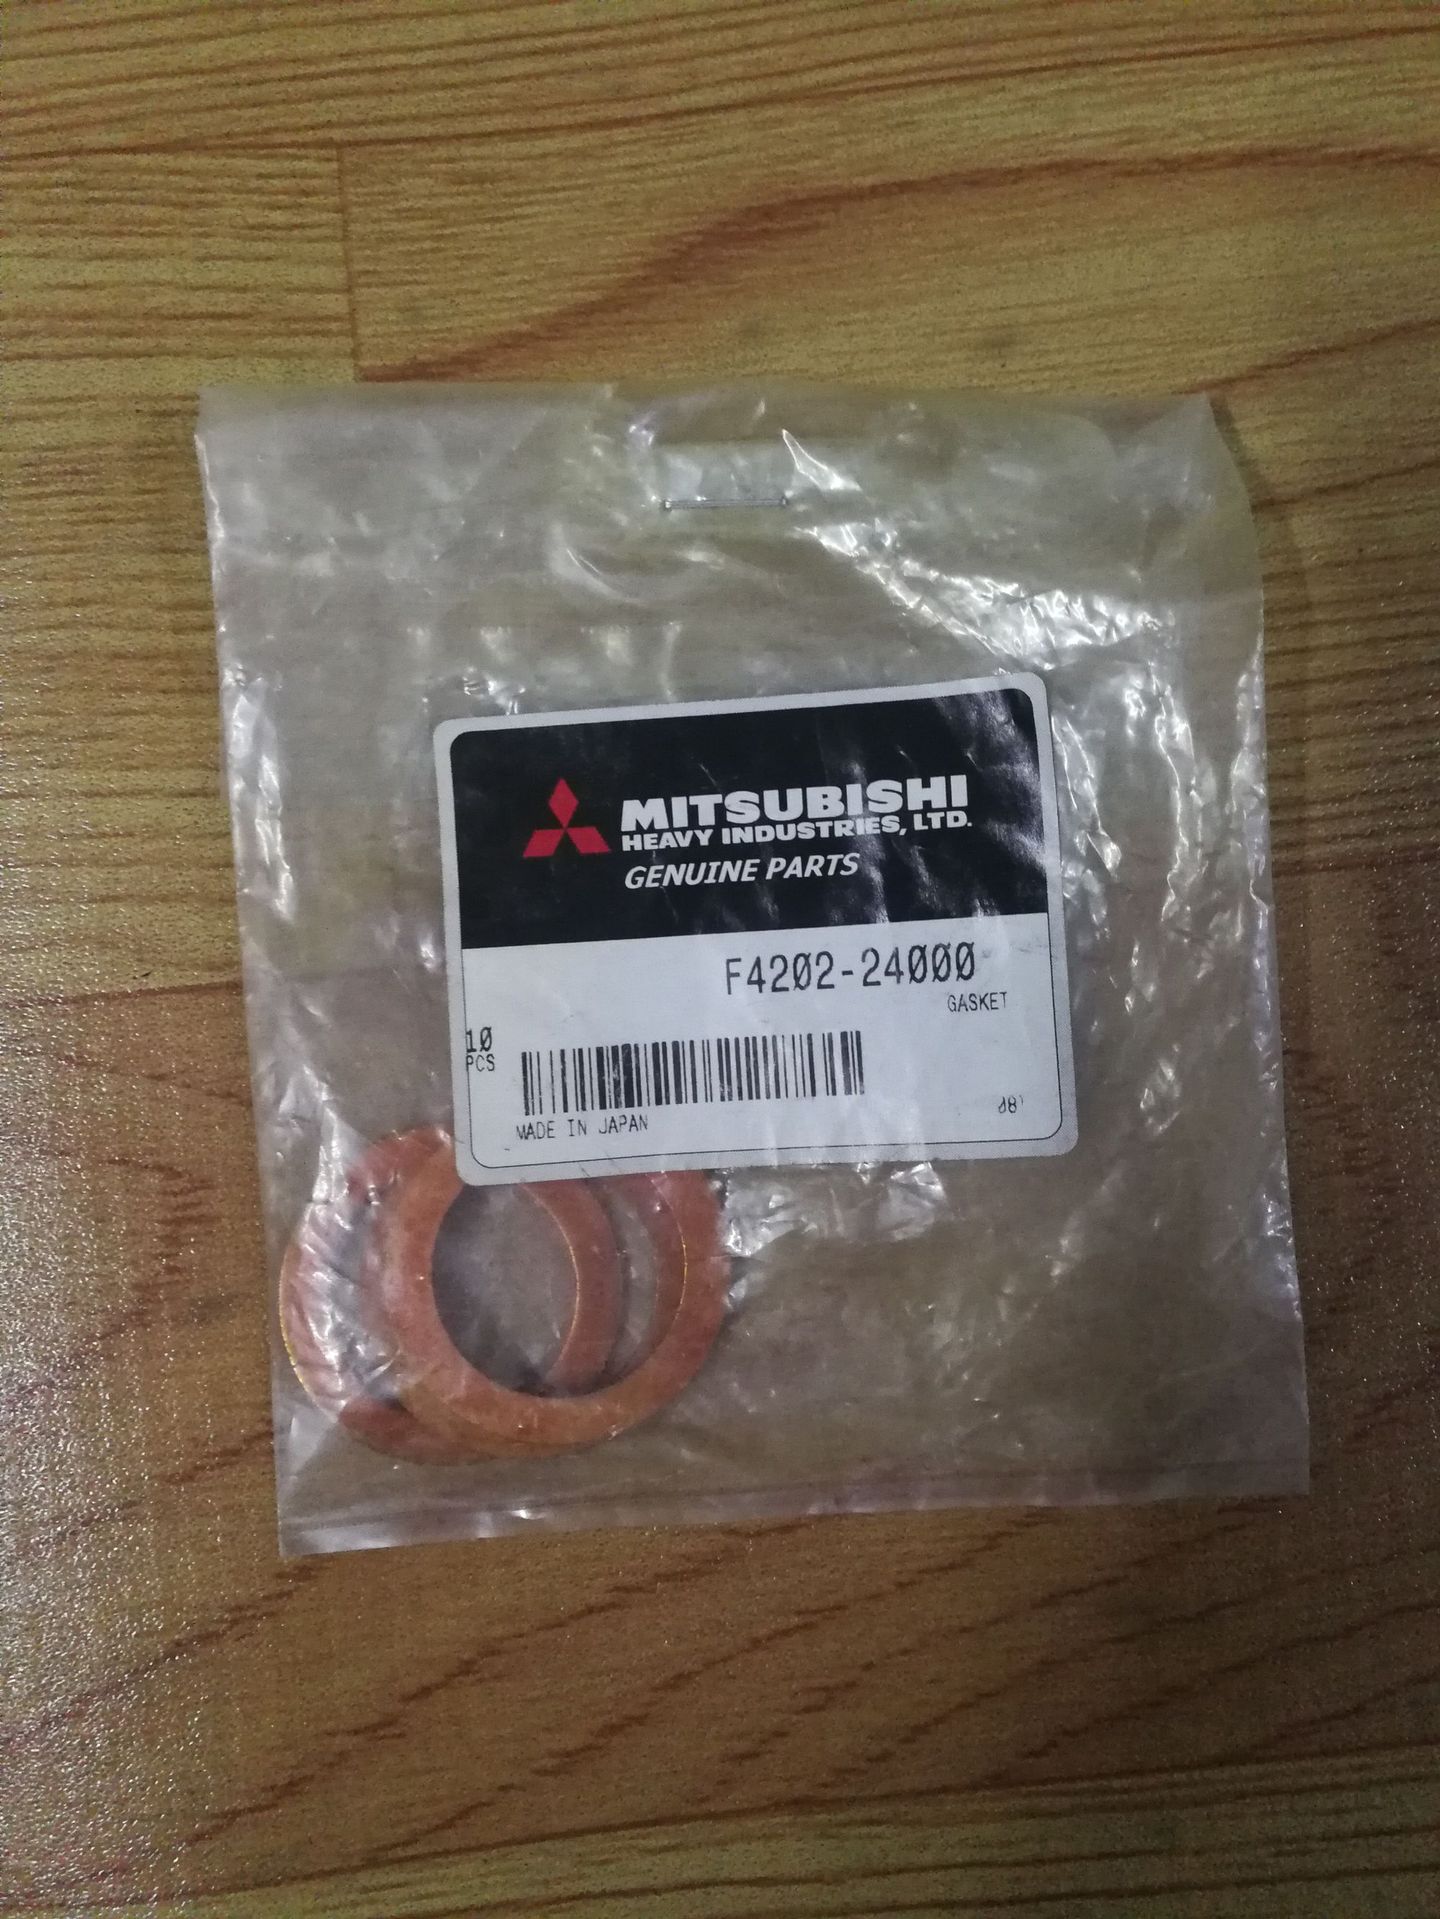 MITSUBISHI
HEAVY INDUSTRIES, LTD.
GENUINE PARTS
F4202-24000
GASKET
10
PCS
MADE IN JAPAN